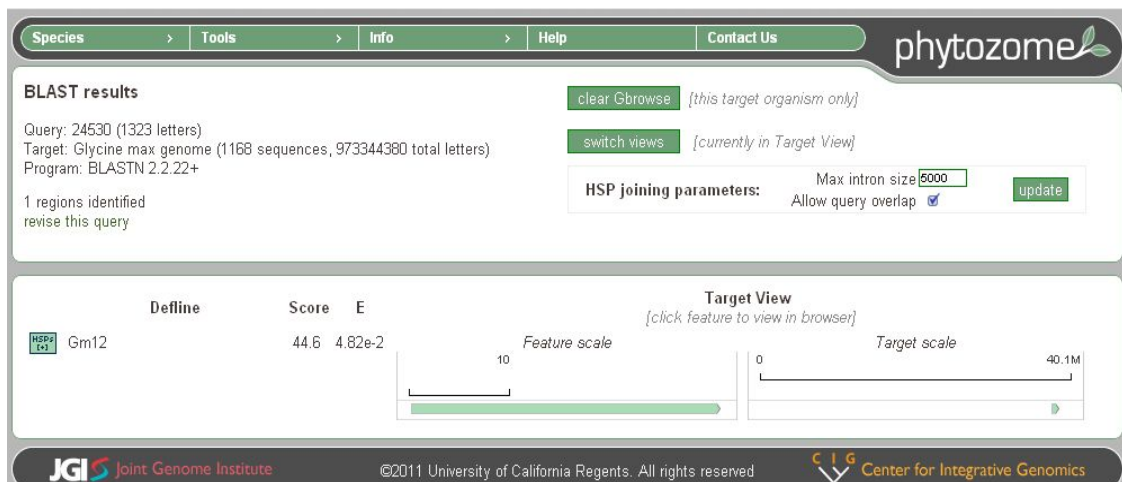 Species > Tools > Info > Help Contact Us
phytozome
BLAST results
clear Gbrowse [this target organism only]
Query: 24530 (1323 letters)
Target: Glycine max genome (1168 sequences, 973344380 total letters)
Program: BLASTN 2.2.22+
switch views [currently in Target View]
1 regions identified
revise this query
HSP joining parameters: Max intron size 5000
Allow query overlap
update
Defline Score E Target View
[click feature to view in browser]
HSPs [+] Gm12 44.6 4.82e-2 Feature scale Target scale
10 0 40.1M
JGI Joint Genome Institute ©2011 University of California Regents. All rights reserved CIG Center for Integrative Genomics